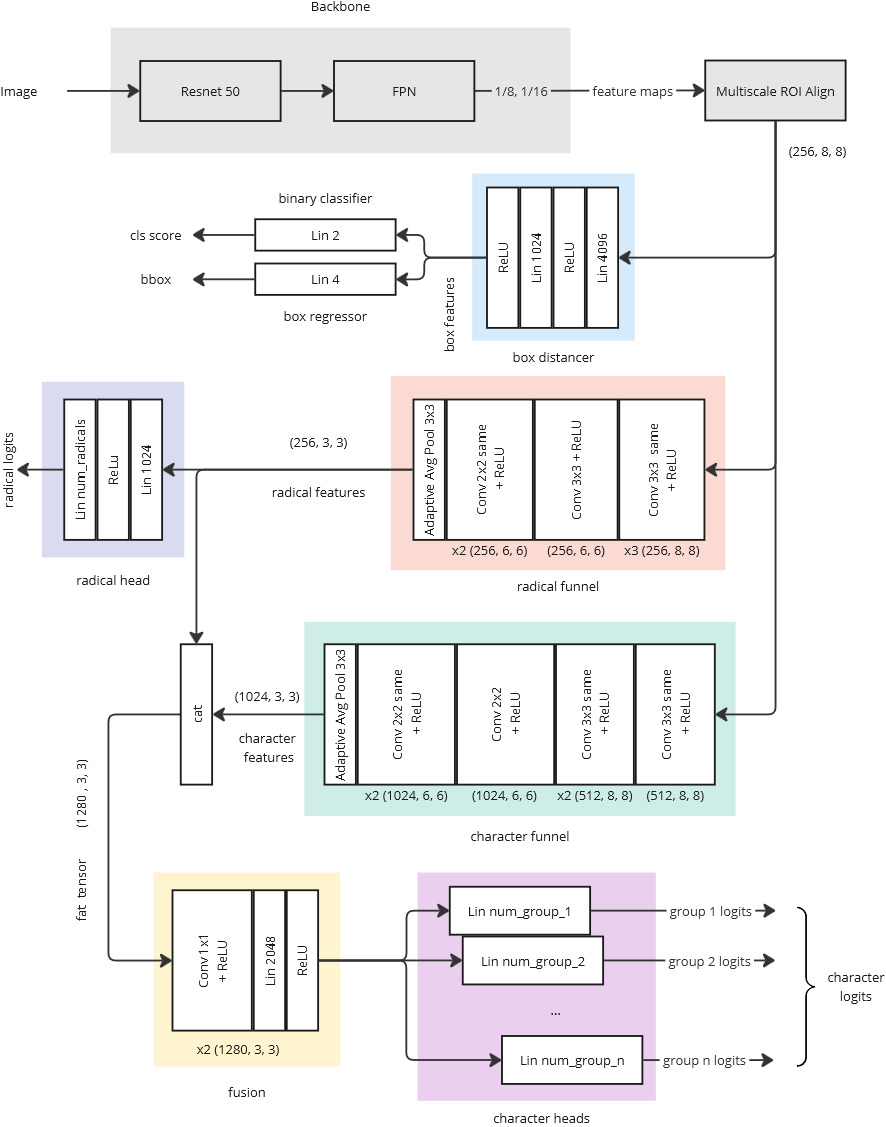 Backbone
Image
Resnet 50
FPN
1/8, 1/16
feature maps
Multiscale ROI Align
(256, 8, 8)
binary classifier
cls score
Lin 2
bbox
Lin 4
box regressor
box features
ReLU
Lin 1024
ReLU
Lin 4096
box distancer
radical logits
Lin num_radicals
ReLu
Lin 1024
radical head
(256, 3, 3)
radical features
Adaptive Avg Pool 3x3
Conv 2x2 same
+ ReLU
Conv 3x3 + ReLU
Conv 3x3 same
+ ReLU
x2 (256, 6, 6)
(256, 6, 6)
x3 (256, 8, 8)
radical funnel
cat
(1024, 3, 3)
character
features
Adaptive Avg Pool 3x3
Conv 2x2 same
+ ReLU
Conv 2x2
+ ReLU
Conv 3x3 same
+ ReLU
Conv 3x3 same
+ ReLU
x2 (1024, 6, 6)
(1024, 6, 6)
x2 (512, 8, 8)
(512, 8, 8)
character funnel
(1280 , 3, 3)
fat tensor
Conv 1x1
+ ReLU
Lin 2048
ReLU
x2 (1280, 3, 3)
fusion
Lin num_group_1
group 1 logits
Lin num_group_2
group 2 logits
...
Lin num_group_n
group n logits
character
logits
character heads